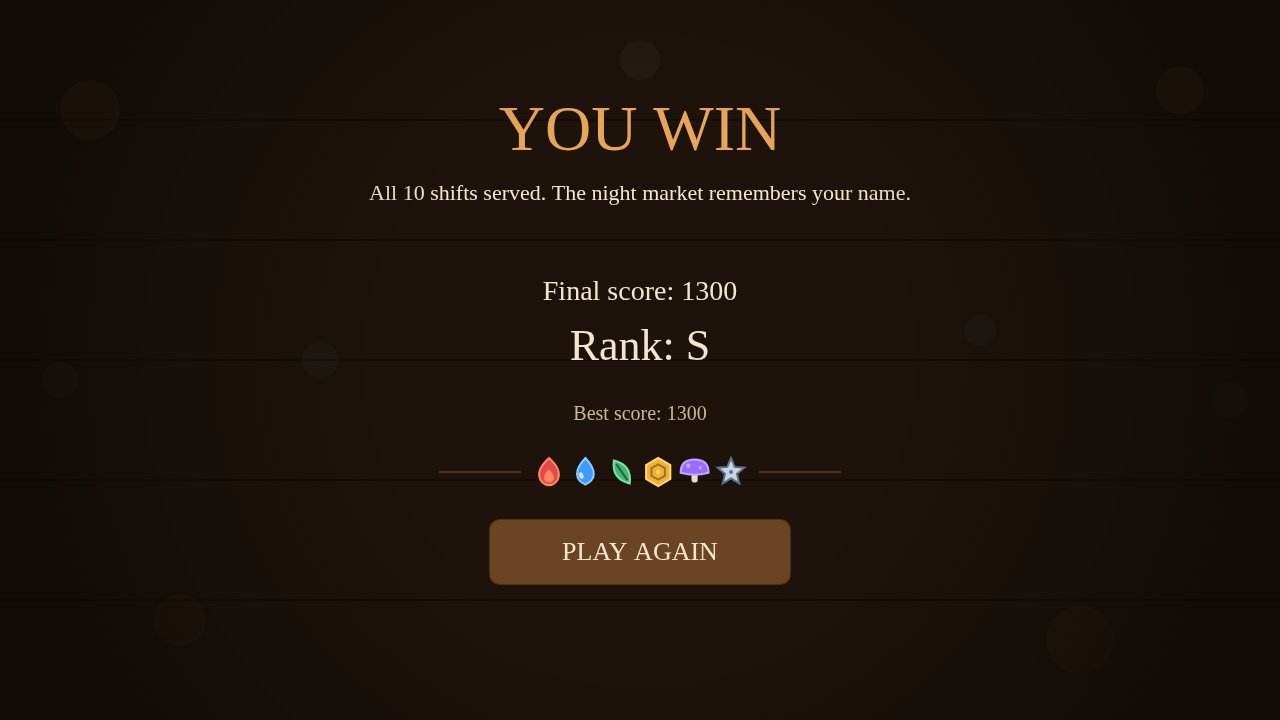 YOU WIN
All 10 shifts served. The night market remembers your name.
Final score: 1300
Rank: S
Best score: 1300
PLAY AGAIN